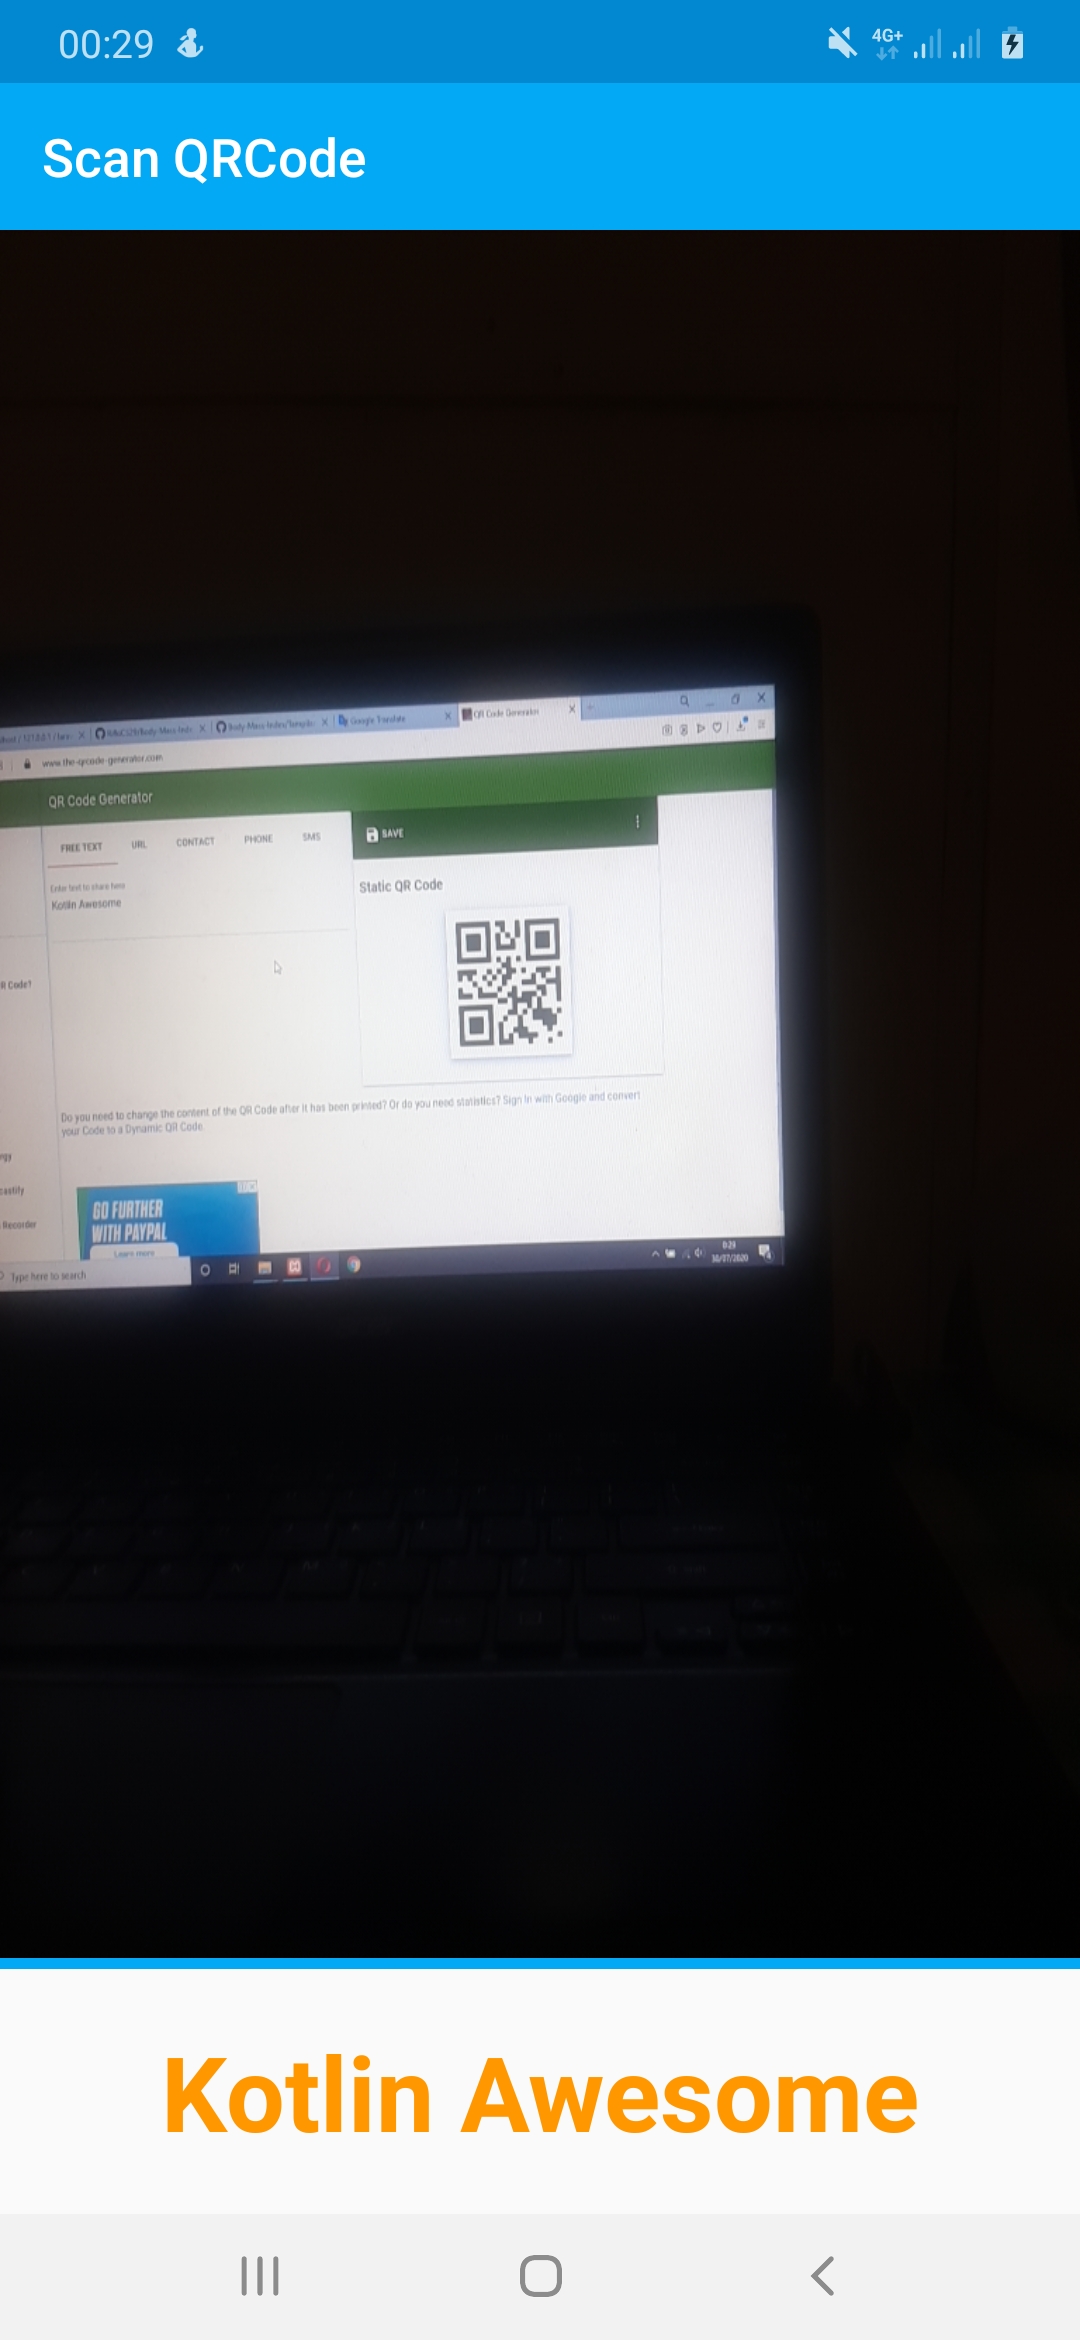 00:29
4G+
Scan QRCode
Google Translate
QR Code Generator
www.the-qrcode-generator.com
QR Code Generator
FREE TEXT URL CONTACT PHONE SMS
SAVE
Enter text to share here
Kotlin Awesome
Static QR Code
R Code?
Do you need to change the content of the QR Code after it has been printed? Or do you need statistics? Sign in with Google and convert
your Code to a Dynamic QR Code.
GO FURTHER
WITH PAYPAL
Learn more
Recorder
Type here to search
0:29
30/07/2020
Kotlin Awesome